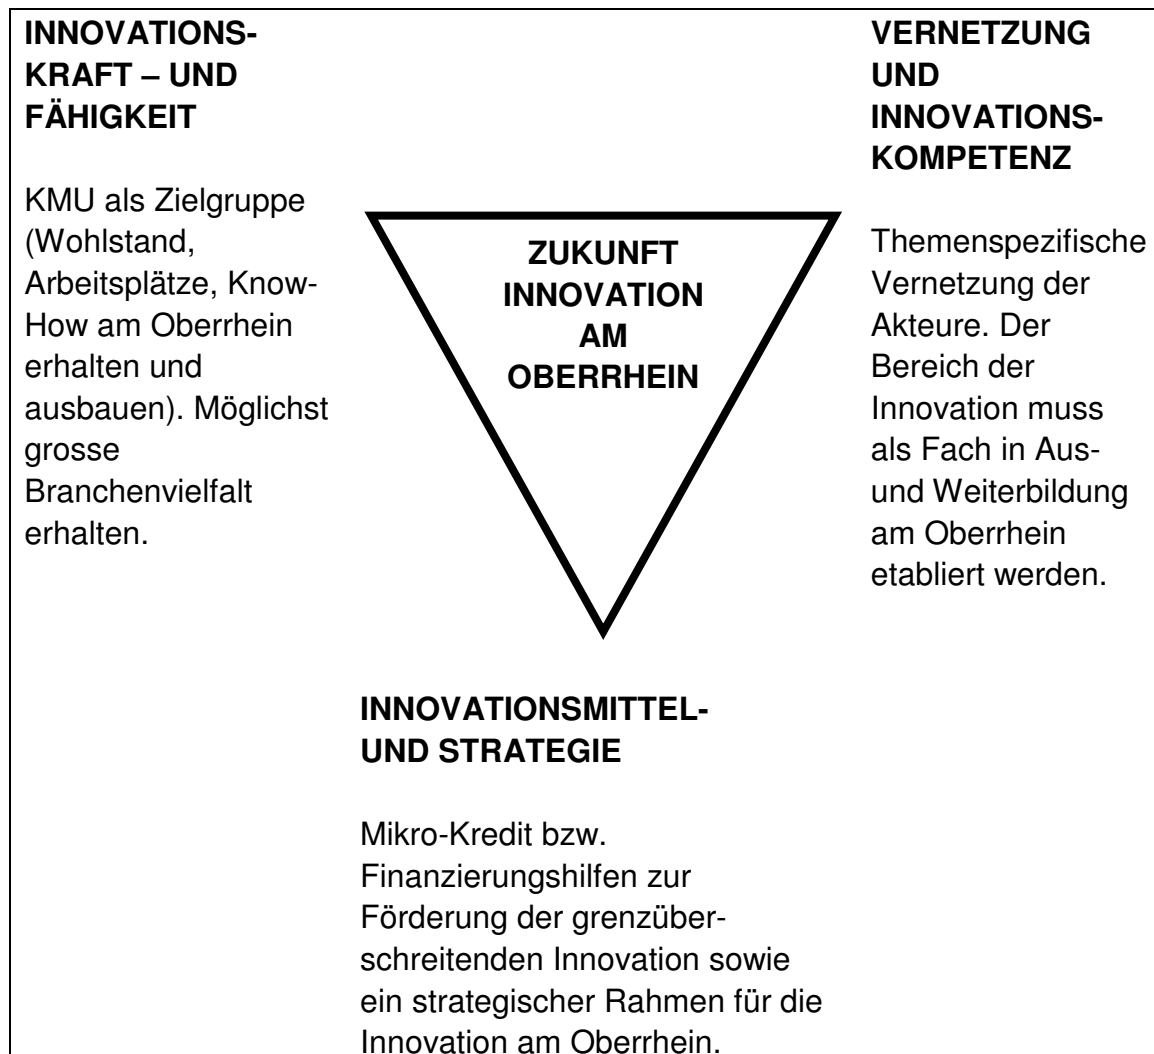 INNOVATIONS-
KRAFT – UND
FÄHIGKEIT
KMU als Zielgruppe
(Wohlstand,
Arbeitsplätze, Know-
How am Oberrhein
erhalten und
ausbauen). Möglichst
grosse
Branchenvielfalt
erhalten.
ZUKUNFT
INNOVATION
AM
OBERRHEIN
VERNETZUNG
UND
INNOVATIONS-
KOMPETENZ
Themenspezifische
Vernetzung der
Akteure. Der
Bereich der
Innovation muss
als Fach in Aus-
und Weiterbildung
am Oberrhein
etabliert werden.
INNOVATIONSMITTEL-
UND STRATEGIE
Mikro-Kredit bzw.
Finanzierungshilfen zur
Förderung der grenzüber-
schreitenden Innovation sowie
ein strategischer Rahmen für die
Innovation am Oberrhein.